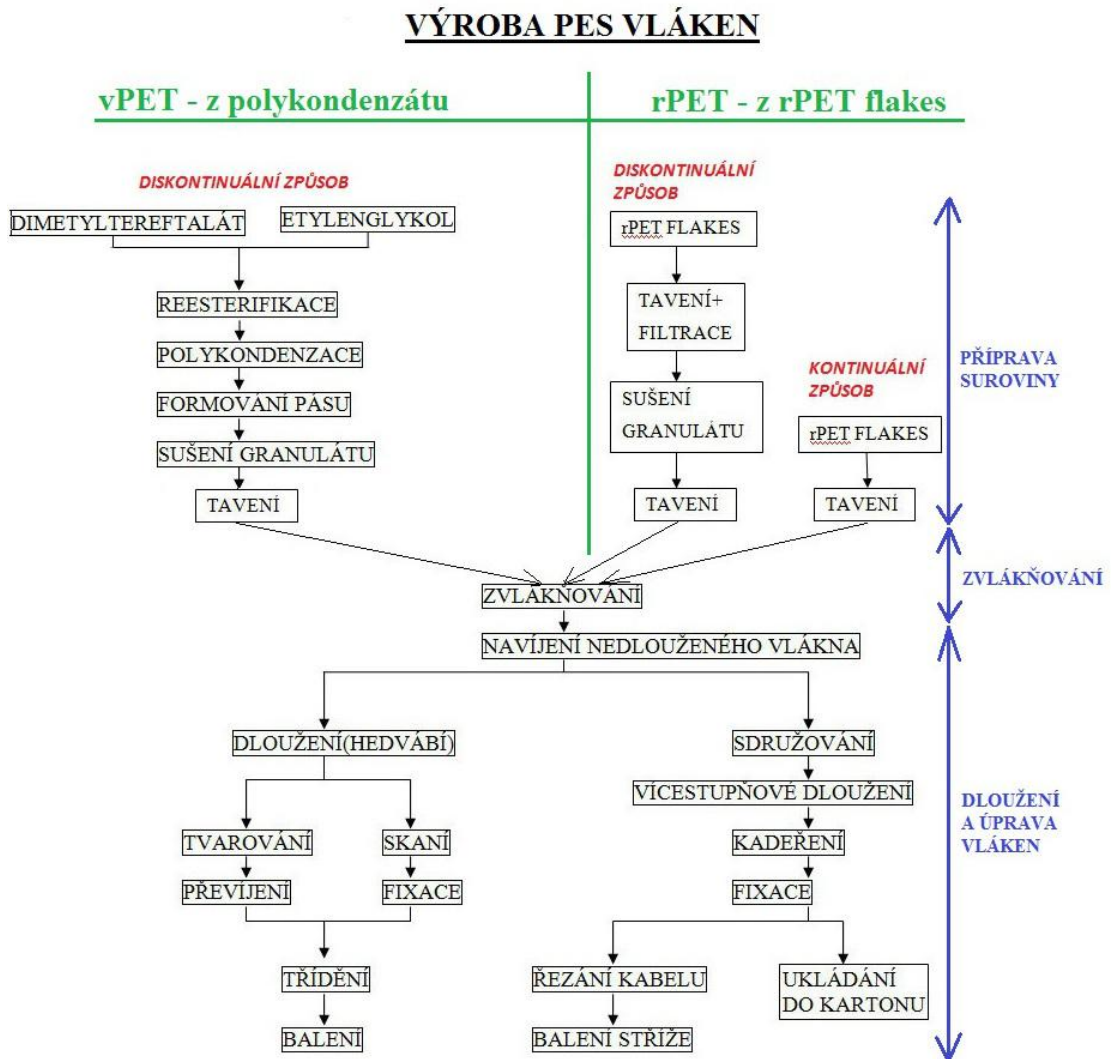 VÝROBA PES VLÁKEN
vPET - z polykondenzátu
rPET - z rPET flakes
DISKONTINUÁLNÍ ZPŮSOB
DIMETYLTEREFTALÁT
ETYLENGLYKOL
REESTERIFIKACE
POLYKONDENZACE
FORMOVÁNÍ PÁSU
SUŠENÍ GRANULÁTU
TAVENÍ
DISKONTINUÁLNÍ
ZPŮSOB
rPET FLAKES
TAVENÍ+
FILTRACE
SUŠENÍ
GRANULÁTU
TAVENÍ
KONTINUÁLNÍ
ZPŮSOB
rPET FLAKES
TAVENÍ
PŘÍPRAVA
SUROVINY
ZVLÁKŇOVÁNÍ
ZVLÁKŇOVÁNÍ
NAVÍJENÍ NEDLOUŽENÉHO VLÁKNA
DLOUŽENÍ(HEDVÁBÍ)
TVAROVÁNÍ
SKANÍ
PŘEVÍJENÍ
FIXACE
TŘÍDĚNÍ
BALENÍ
SDRUŽOVÁNÍ
VÍCESTUPŇOVÉ DLOUŽENÍ
KADEŘENÍ
FIXACE
ŘEZÁNÍ KABELU
BALENÍ STŘÍŽE
UKLÁDÁNÍ
DO KARTONU
DLOUŽENÍ
A ÚPRAVA
VLÁKEN